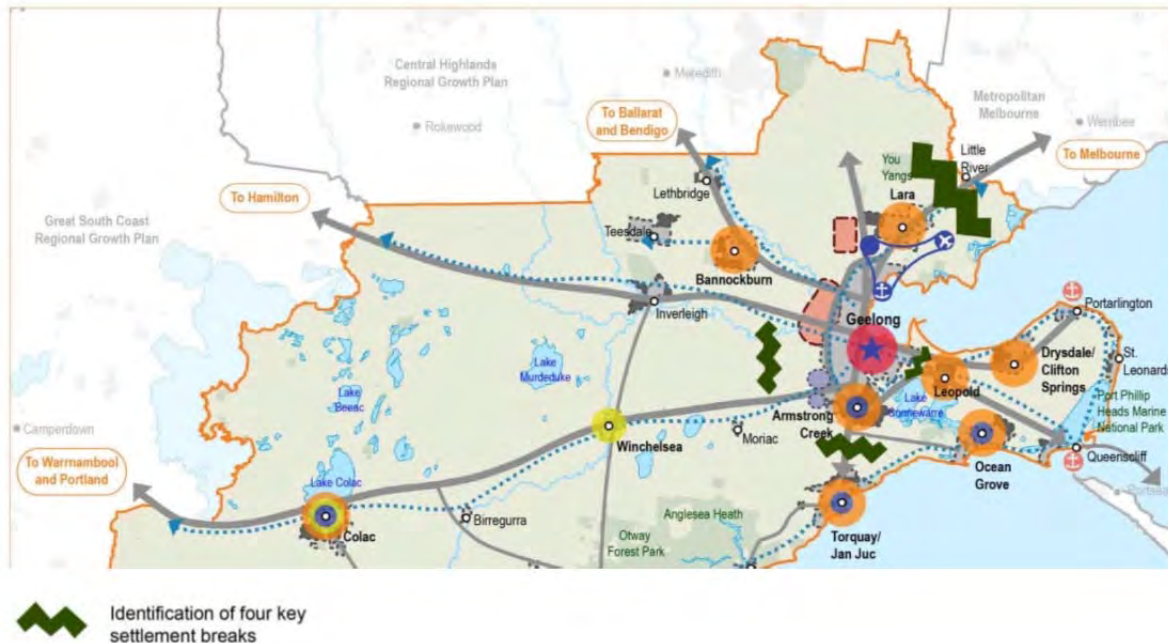 Central Highlands
Regional Growth Plan
Meredith
Metropolitan
Melbourne
Rokewood
To Ballarat
and Bendigo
Werribee
Little
River
To Melbourne
You
Yangs
Lethbridge
Lara
To Hamilton
Great South Coast
Regional Growth Plan
Teesdale
Bannockburn
Inverleigh
Portarlington
Geelong
Lake
Murdeduke
Drysdale/
Clifton
Springs
St.
Leonards
Lake
Beeac
Leopold
Lake
Connewarre
Port Phillip
Heads Marine
National Park
Armstrong
Creek
Camperdown
Winchelsea
Moriac
Queenscliff
To Warrnambool
and Portland
Ocean
Grove
Lake Colac
Portsea
Anglesea Heath
Birregurra
Otway
Forest Park
Colac
Torquay/
Jan Juc
Identification of four key
settlement breaks